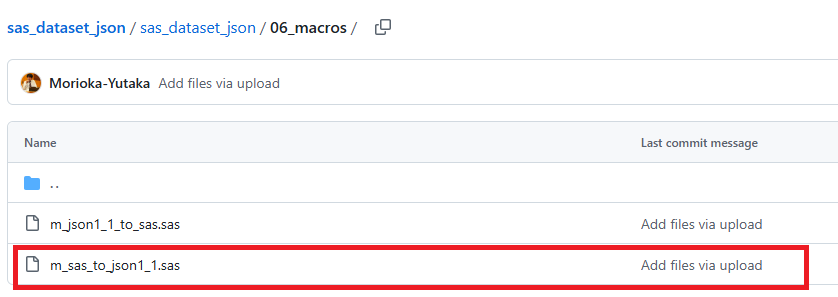 sas_dataset_json / sas_dataset_json / 06_macros /
Morioka-Yutaka Add files via upload
Name Last commit message
..
m_json1_1_to_sas.sas Add files via upload
m_sas_to_json1_1.sas Add files via upload